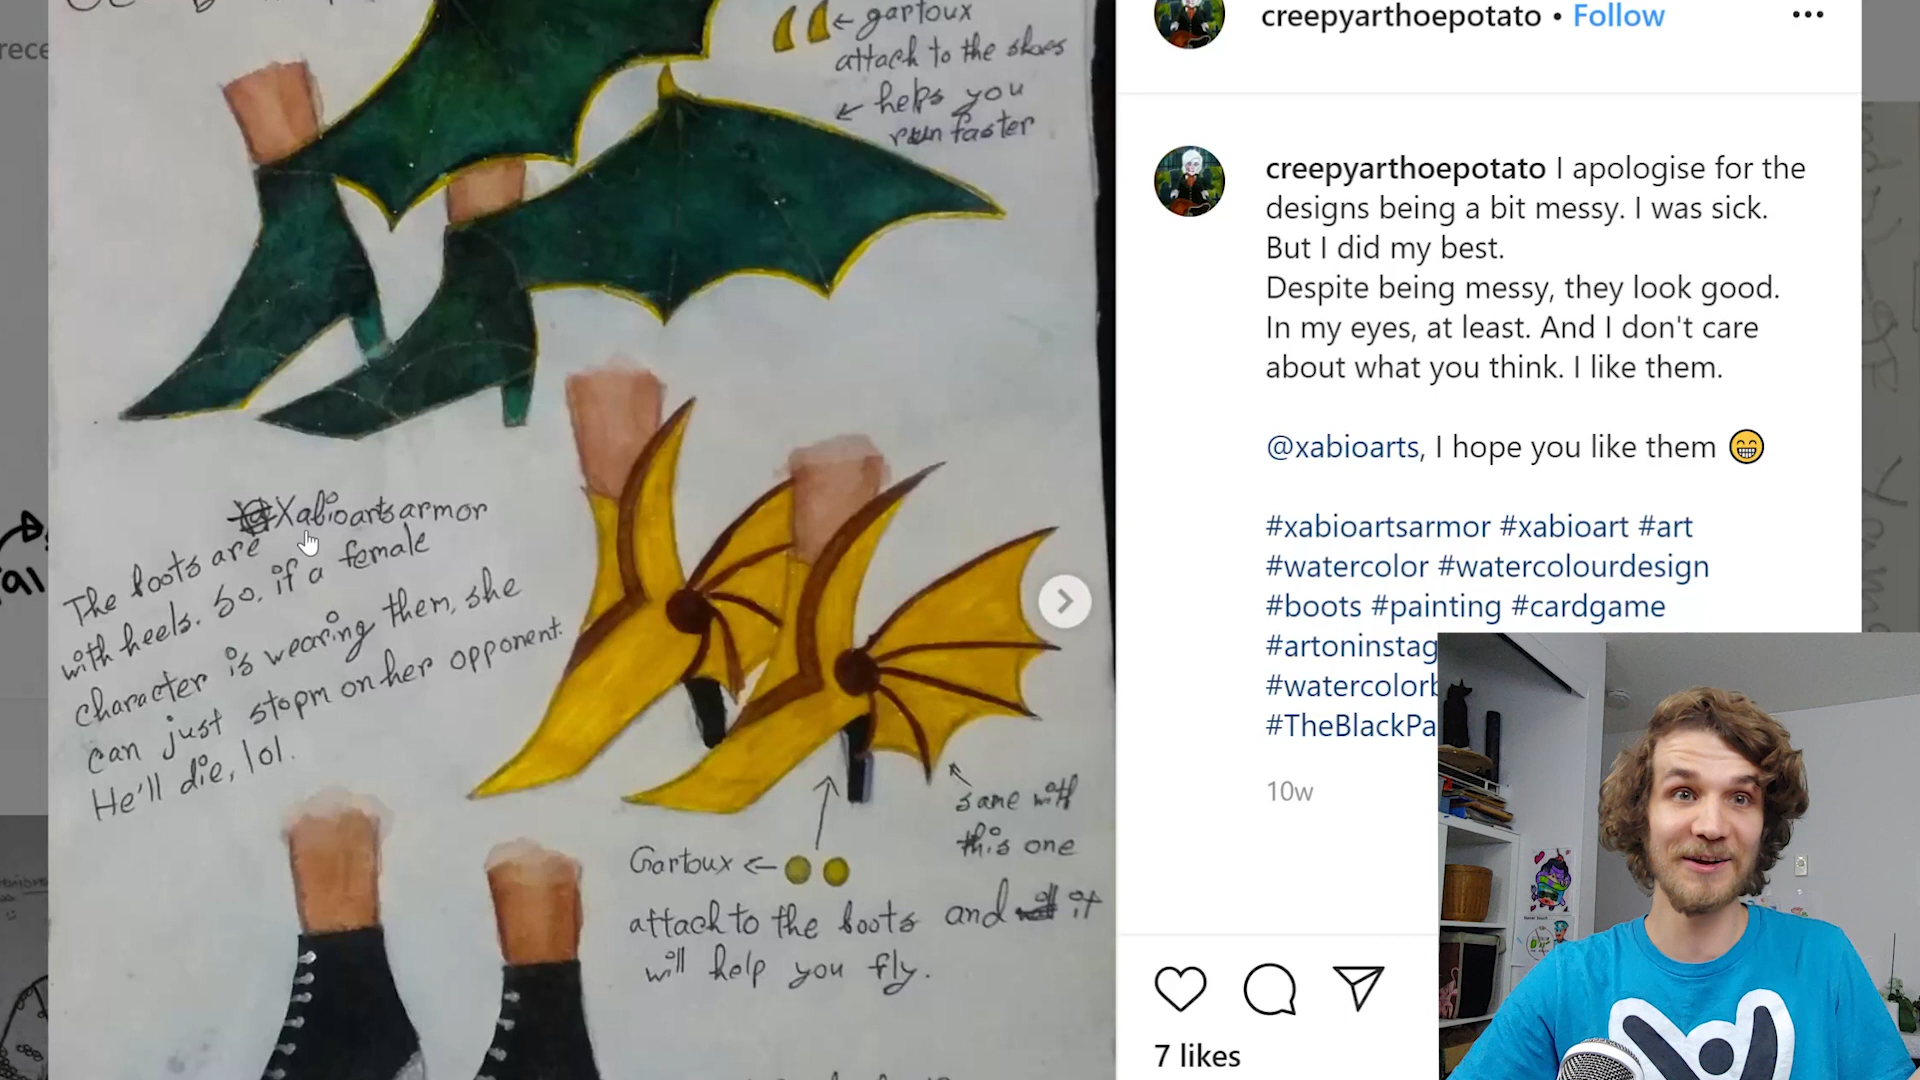 creepyarthoepotato • Follow
gartoux
attach to the shoes
helps you
run faster
creepyarthoepotato I apologise for the
designs being a bit messy. I was sick.
But I did my best.
Despite being messy, they look good.
In my eyes, at least. And I don't care
about what you think. I like them.
@xabioarts, I hope you like them 😁
#xabioartsarmor #xabioart #art
#watercolor #watercolourdesign
#boots #painting #cardgame
#artoninstag
#watercolorb
#TheBlackPa
10w
7 likes
Xabioartsarmor
The boots are
with heels. So, if a female
character is wearing them, she
can just stopm on her opponent.
He'll die, lol.
same with
this one
Gartoux
attach to the boots and it
will help you fly.